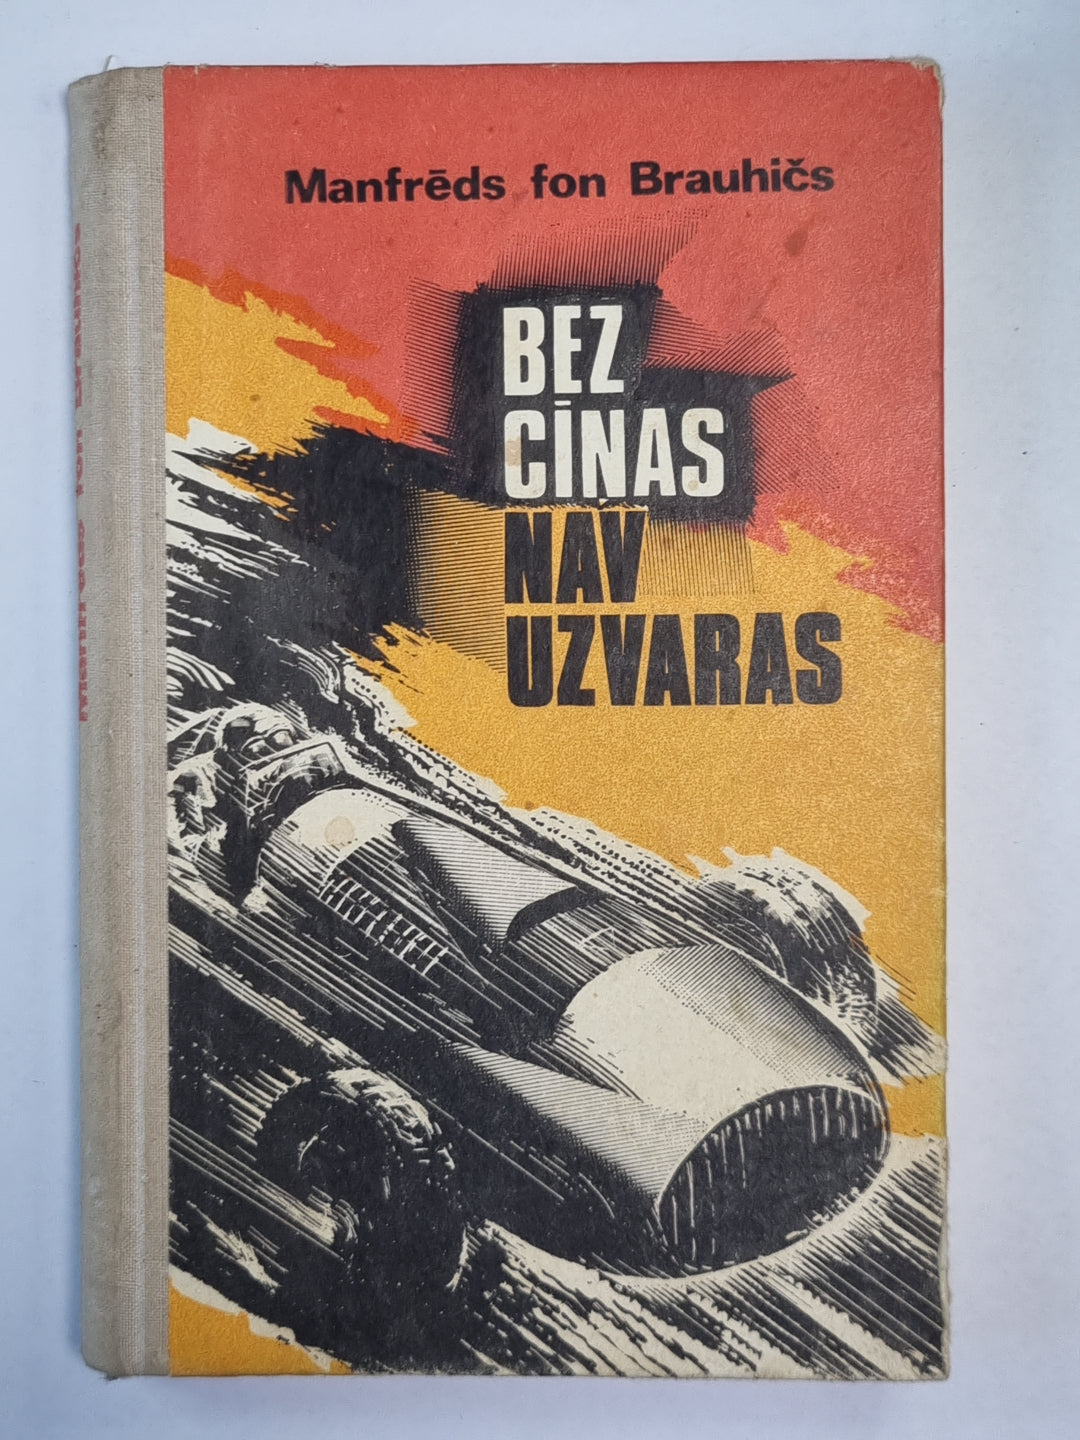 Manfrēds fon Brauhičs
BEZ
CĪŅAS
NAV
UZVARAS
Manfrēds fon Brauhičs